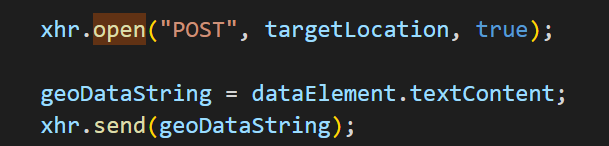 xhr.open("POST", targetLocation, true);
geoDataString = dataElement.textContent;
xhr.send(geoDataString);